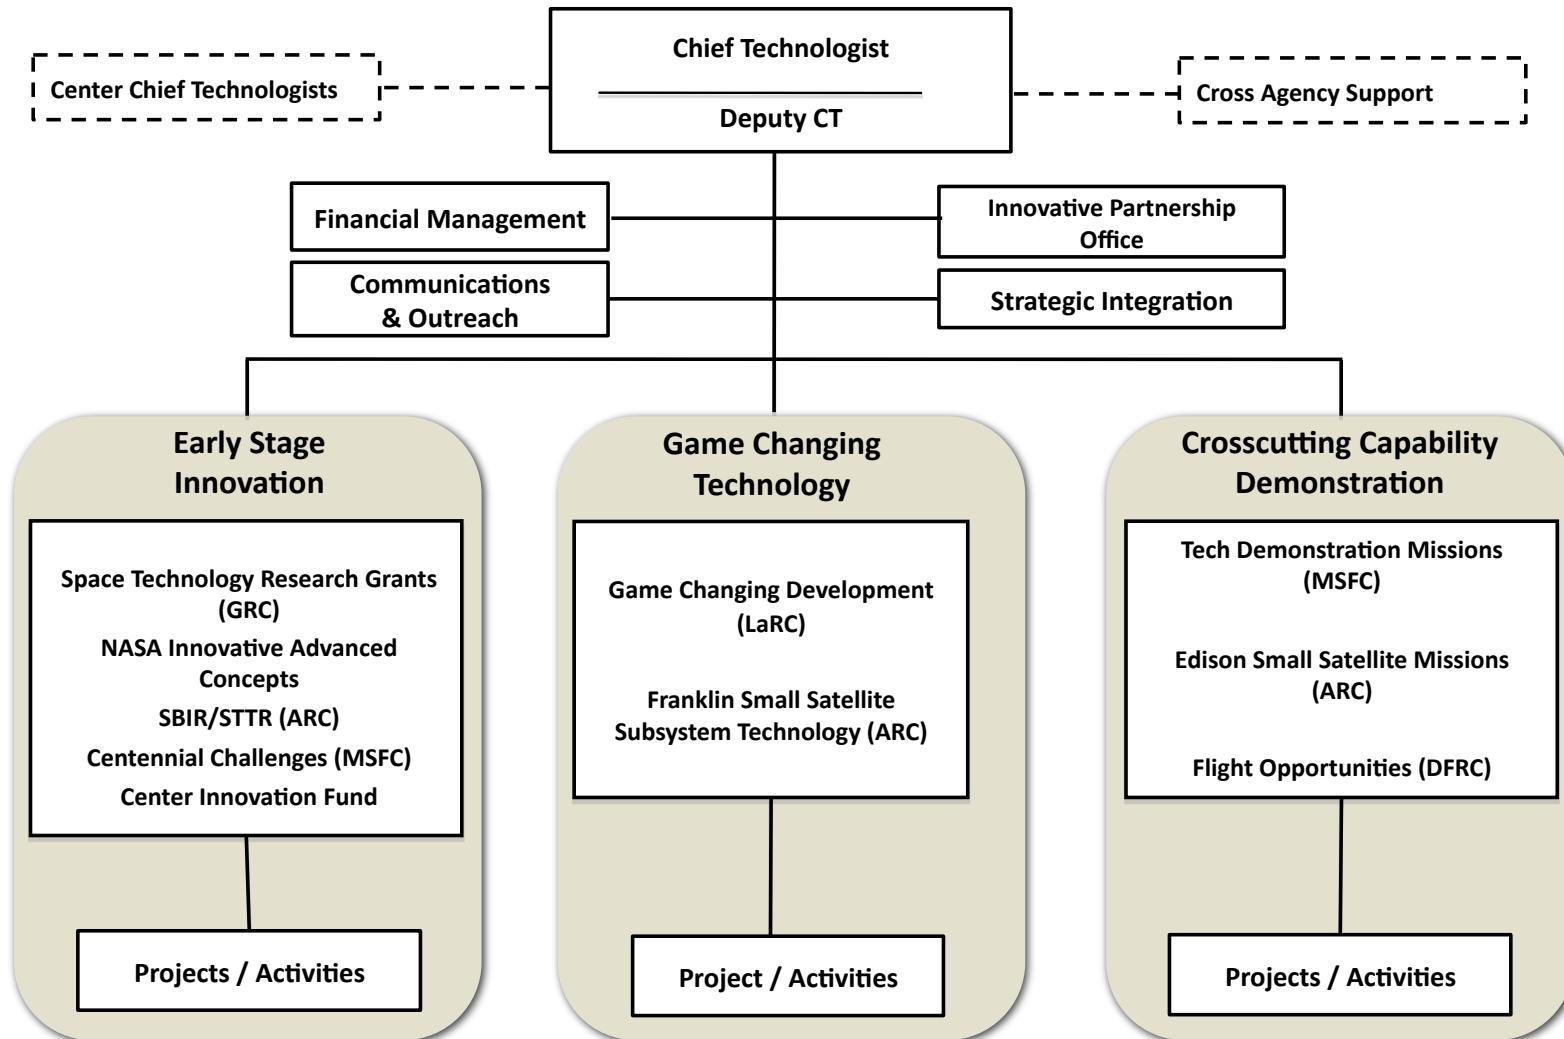 Chief Technologist
Deputy CT
Center Chief Technologists
Cross Agency Support
Financial Management
Innovative Partnership
Office
Communications
& Outreach
Strategic Integration
Early Stage
Innovation
Space Technology Research Grants
(GRC)
NASA Innovative Advanced
Concepts
SBIR/STTR (ARC)
Centennial Challenges (MSFC)
Center Innovation Fund
Projects / Activities
Game Changing
Technology
Game Changing Development
(LaRC)
Franklin Small Satellite
Subsystem Technology (ARC)
Project / Activities
Crosscutting Capability
Demonstration
Tech Demonstration Missions
(MSFC)
Edison Small Satellite Missions
(ARC)
Flight Opportunities (DFRC)
Projects / Activities